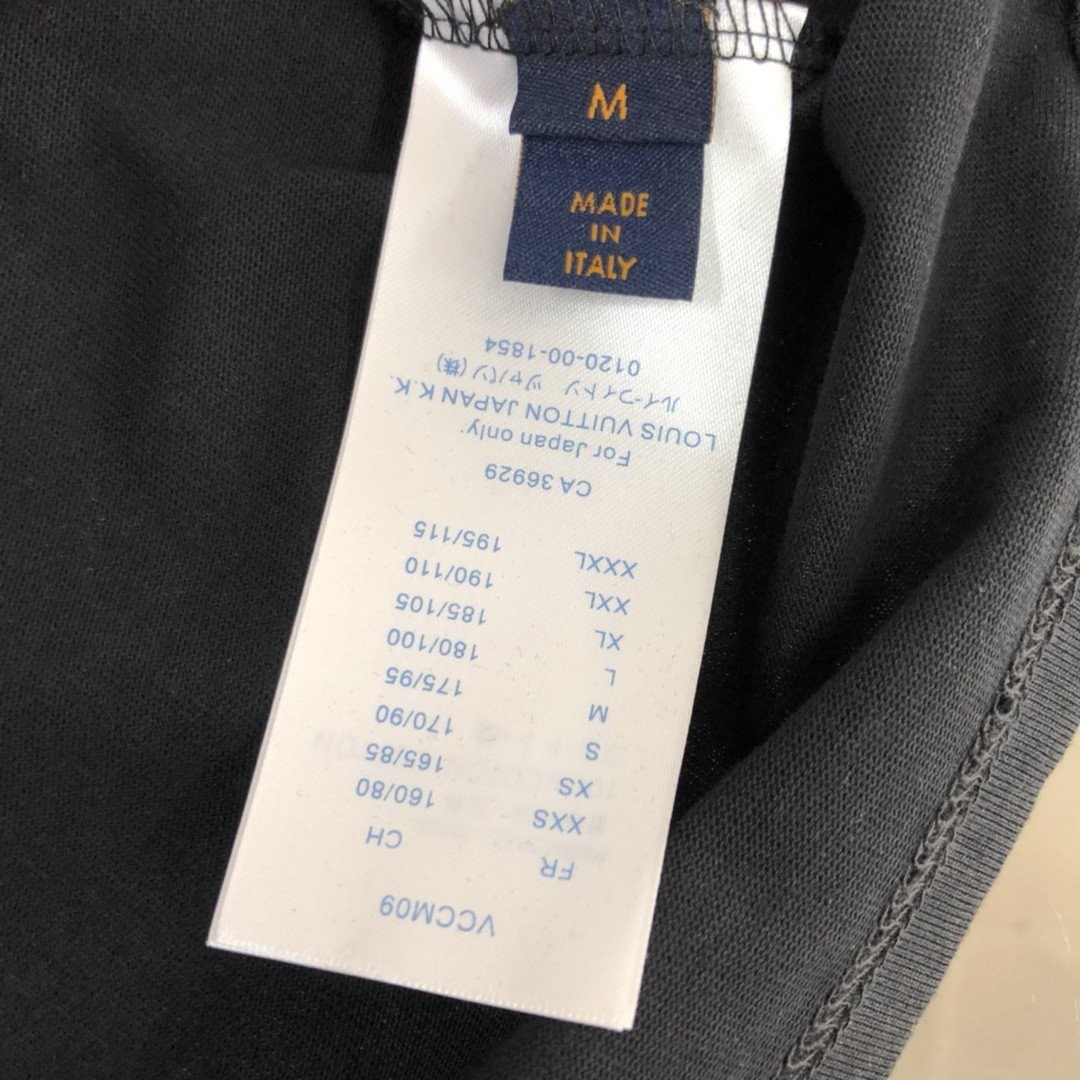 M
MADE
IN
ITALY
VCCM09
FR CH
XXS 160/80
XS 165/85
S 170/90
M 175/95
L 180/100
XL 185/105
XXL 190/110
XXXL 195/115
CA 36929
For Japan only:
LOUIS VUITTON JAPAN K.K.
ルイ-フィトン ヅャパン (株)
0120-00-1854